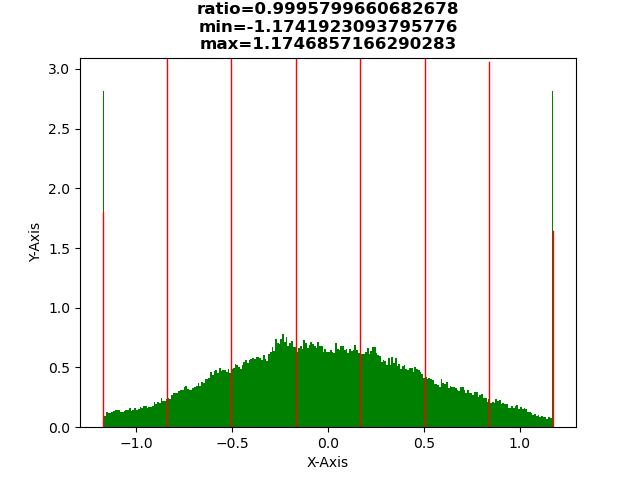 ratio=0.9995799660682678
min=-1.1741923093795776
max=1.1746857166290283
3.0
2.5
2.0
1.5
1.0
0.5
0.0
Y-Axis
−1.0
−0.5
0.0
0.5
1.0
X-Axis